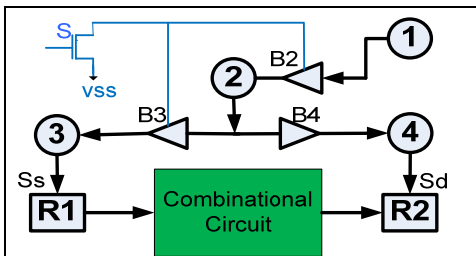 S
B2
1
2
vss
B3
B4
3
4
Ss
Sd
R1
Combinational
Circuit
R2